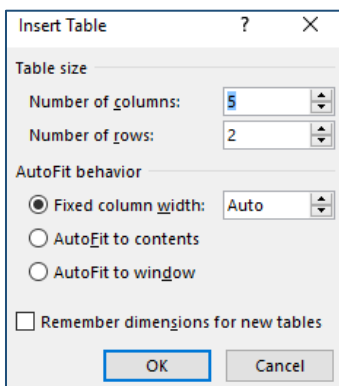 Insert Table ?
Table size
Number of columns: 5
Number of rows: 2
AutoFit behavior
Fixed column width: Auto
AutoFit to contents
AutoFit to window
Remember dimensions for new tables
OK Cancel